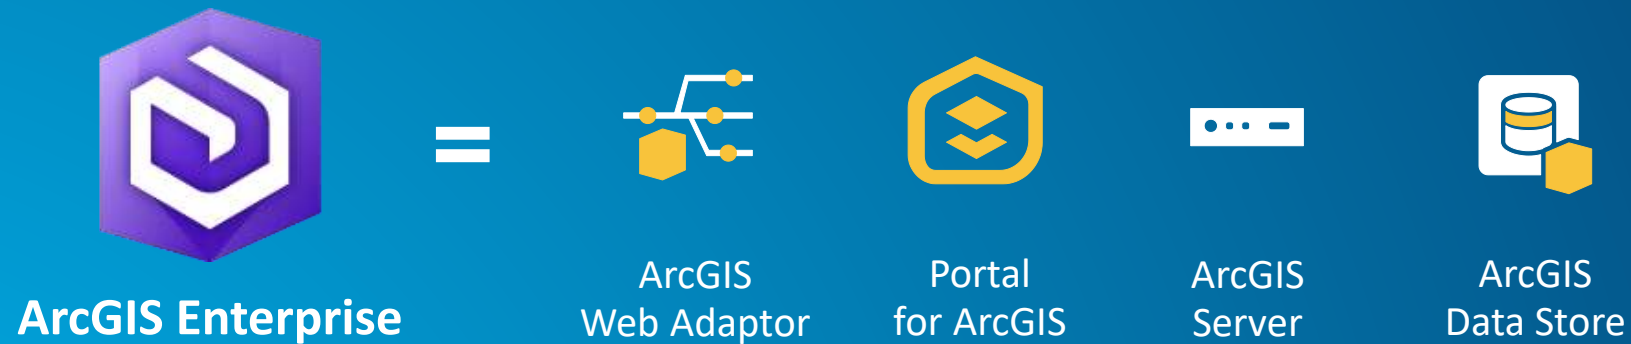 ArcGIS Enterprise
=
ArcGIS
Web Adaptor
Portal
for ArcGIS
ArcGIS
Server
ArcGIS
Data Store